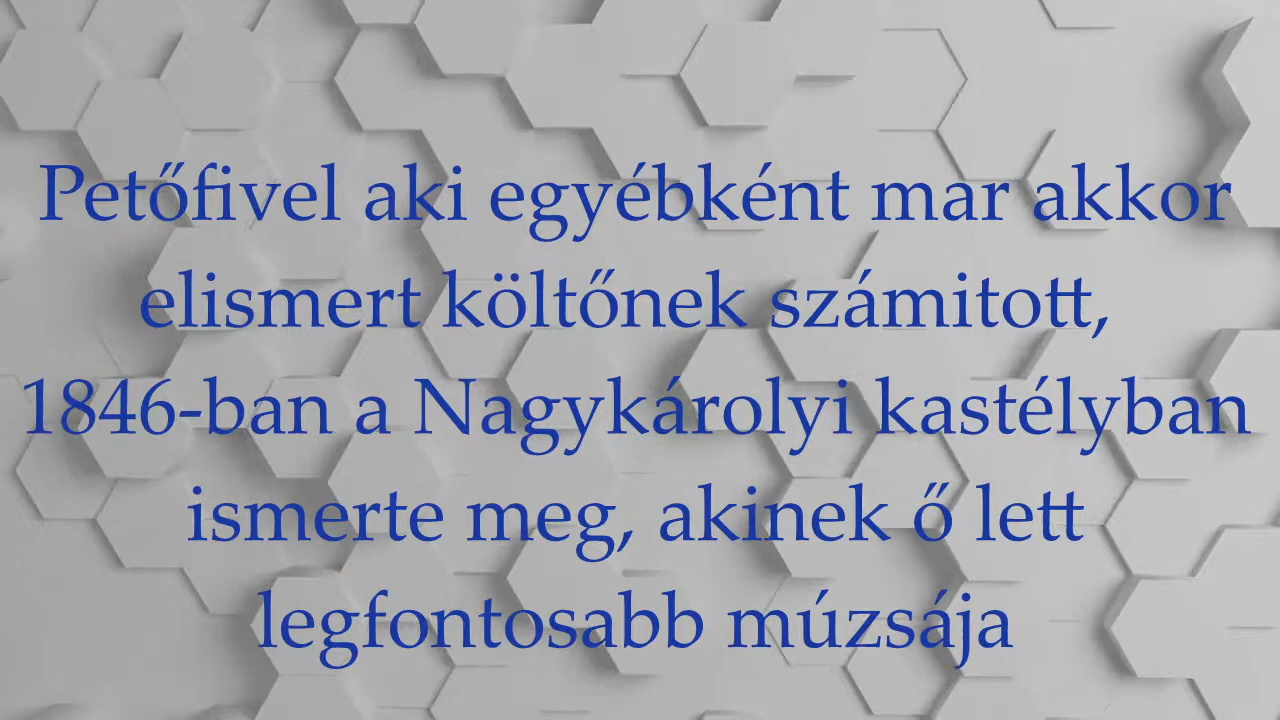 Petőfivel aki egyébként mar akkor
elismert költőnek számitott,
1846-ban a Nagykárolyi kastélyban
ismerte meg, akinek ő lett
legfontosabb múzsája